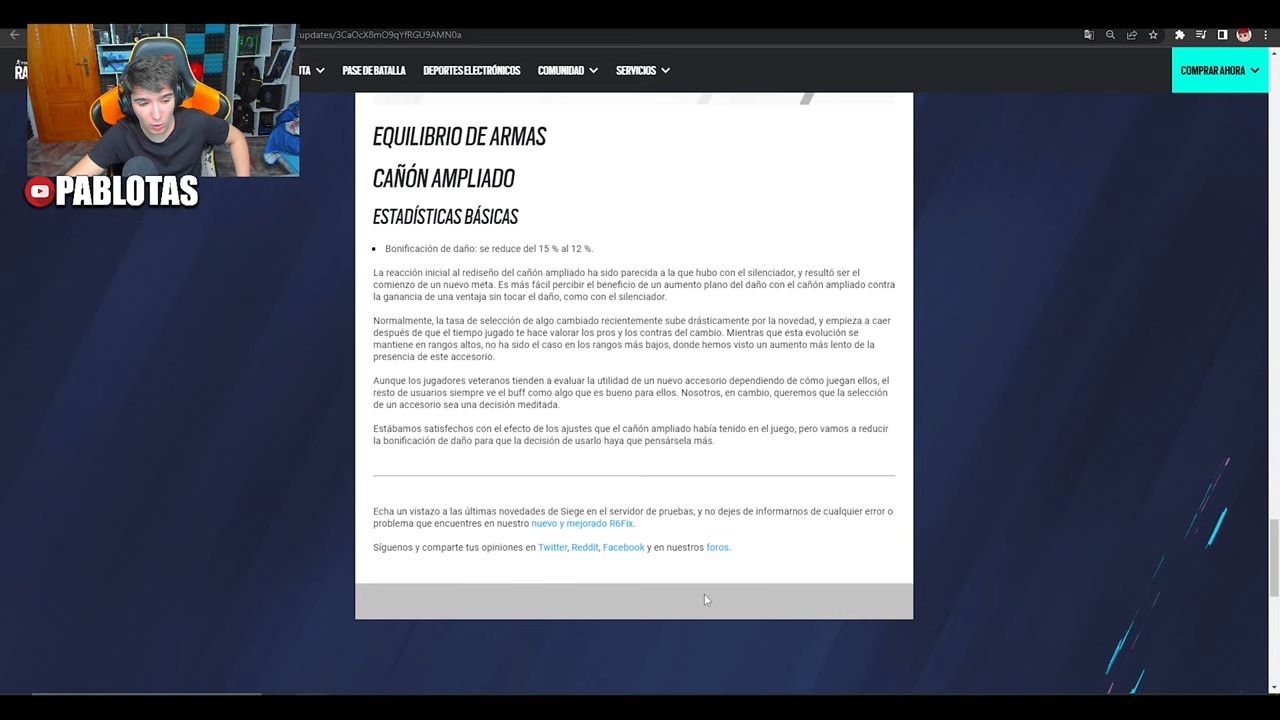 updates/3CaOcX8mO9qYfRGU9AMN0a
RA
UTA
PASE DE BATALLA
DEPORTES ELECTRÓNICOS
COMUNIDAD
SERVICIOS
COMPRAR AHORA
PABLOTAS
EQUILIBRIO DE ARMAS
CAÑÓN AMPLIADO
ESTADÍSTICAS BÁSICAS
Bonificación de daño: se reduce del 15 % al 12 %.
La reacción inicial al rediseño del cañón ampliado ha sido parecida a la que hubo con el silenciador, y resultó ser el
comienzo de un nuevo meta. Es más fácil percibir el beneficio de un aumento plano del daño con el cañón ampliado contra
la ganancia de una ventaja sin tocar el daño, como con el silenciador.
Normalmente, la tasa de selección de algo cambiado recientemente sube drásticamente por la novedad, y empieza a caer
después de que el tiempo jugado te hace valorar los pros y los contras del cambio. Mientras que esta evolución se
mantiene en rangos altos, no ha sido el caso en los rangos más bajos, donde hemos visto un aumento más lento de la
presencia de este accesorio.
Aunque los jugadores veteranos tienden a evaluar la utilidad de un nuevo accesorio dependiendo de cómo juegan ellos, el
resto de usuarios siempre ve el buff como algo que es bueno para ellos. Nosotros, en cambio, queremos que la selección
de un accesorio sea una decisión meditada.
Estábamos satisfechos con el efecto de los ajustes que el cañón ampliado había tenido en el juego, pero vamos a reducir
la bonificación de daño para que la decisión de usarlo haya que pensársela más.
Echa un vistazo a las últimas novedades de Siege en el servidor de pruebas, y no dejes de informarnos de cualquier error o
problema que encuentres en nuestro nuevo y mejorado R6Fix.
Síguenos y comparte tus opiniones en Twitter, Reddit, Facebook y en nuestros foros.